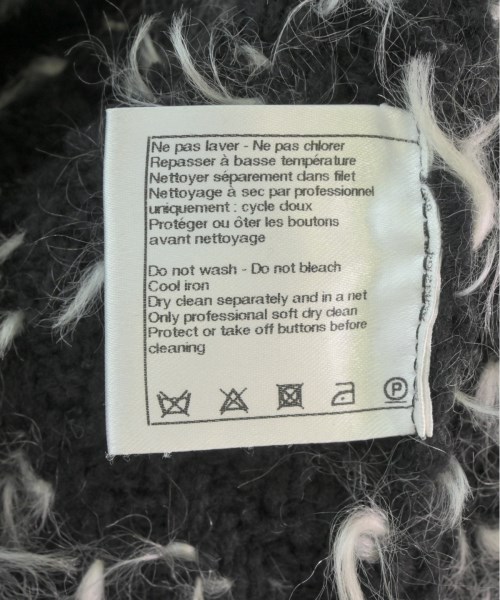 Ne pas laver - Ne pas chlorer
Repasser à basse température
Nettoyer séparement dans filet
Nettoyage à sec par professionnel
uniquement : cycle doux
Protéger ou ôter les boutons
avant nettoyage
Do not wash - Do not bleach
Cool iron
Dry clean separately and in a net
Only professional soft dry clean
Protect or take off buttons before
cleaning
P